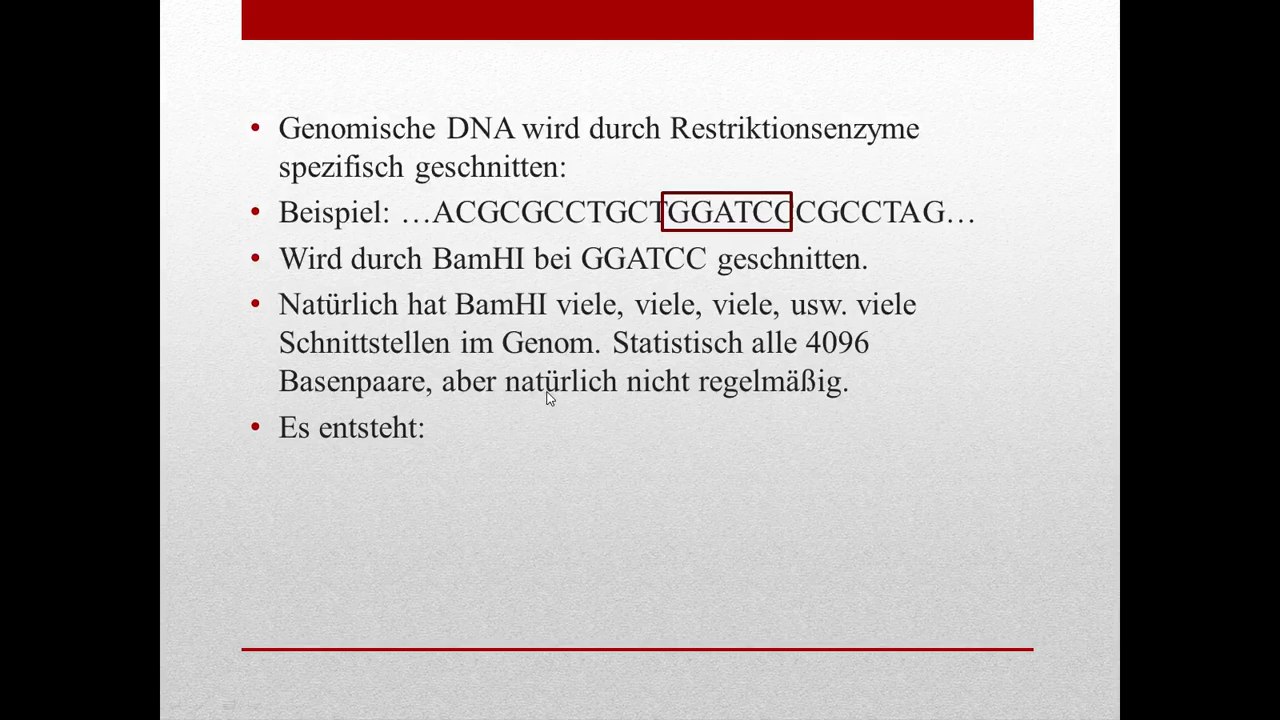 • Genomische DNA wird durch Restriktionsenzyme
spezifisch geschnitten:
• Beispiel: …ACGCGCCTGCTGGATCCCGCCTAG…
• Wird durch BamHI bei GGATCC geschnitten.
• Natürlich hat BamHI viele, viele, viele, usw. viele
Schnittstellen im Genom. Statistisch alle 4096
Basenpaare, aber natürlich nicht regelmäßig.
• Es entsteht: